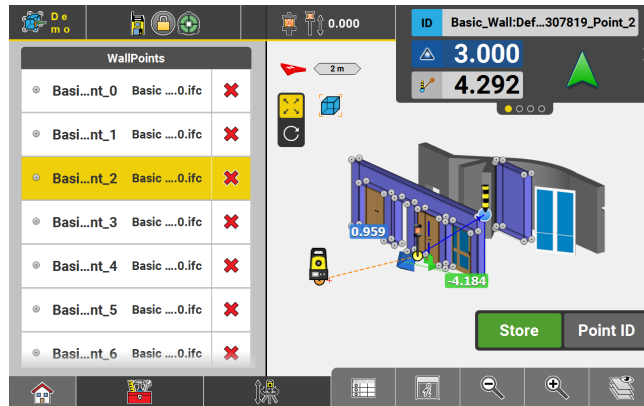 De
mo
0.000
ID Basic_Wall:Def...307819_Point_2
3.000
4.292
WallPoints
Basi...nt_0 Basic ....0.ifc
Basi...nt_1 Basic ....0.ifc
Basi...nt_2 Basic ....0.ifc
Basi...nt_3 Basic ....0.ifc
Basi...nt_4 Basic ....0.ifc
Basi...nt_5 Basic ....0.ifc
Basi...nt_6 Basic ....0.ifc
2 m
0.959
-4.184
Store
Point ID